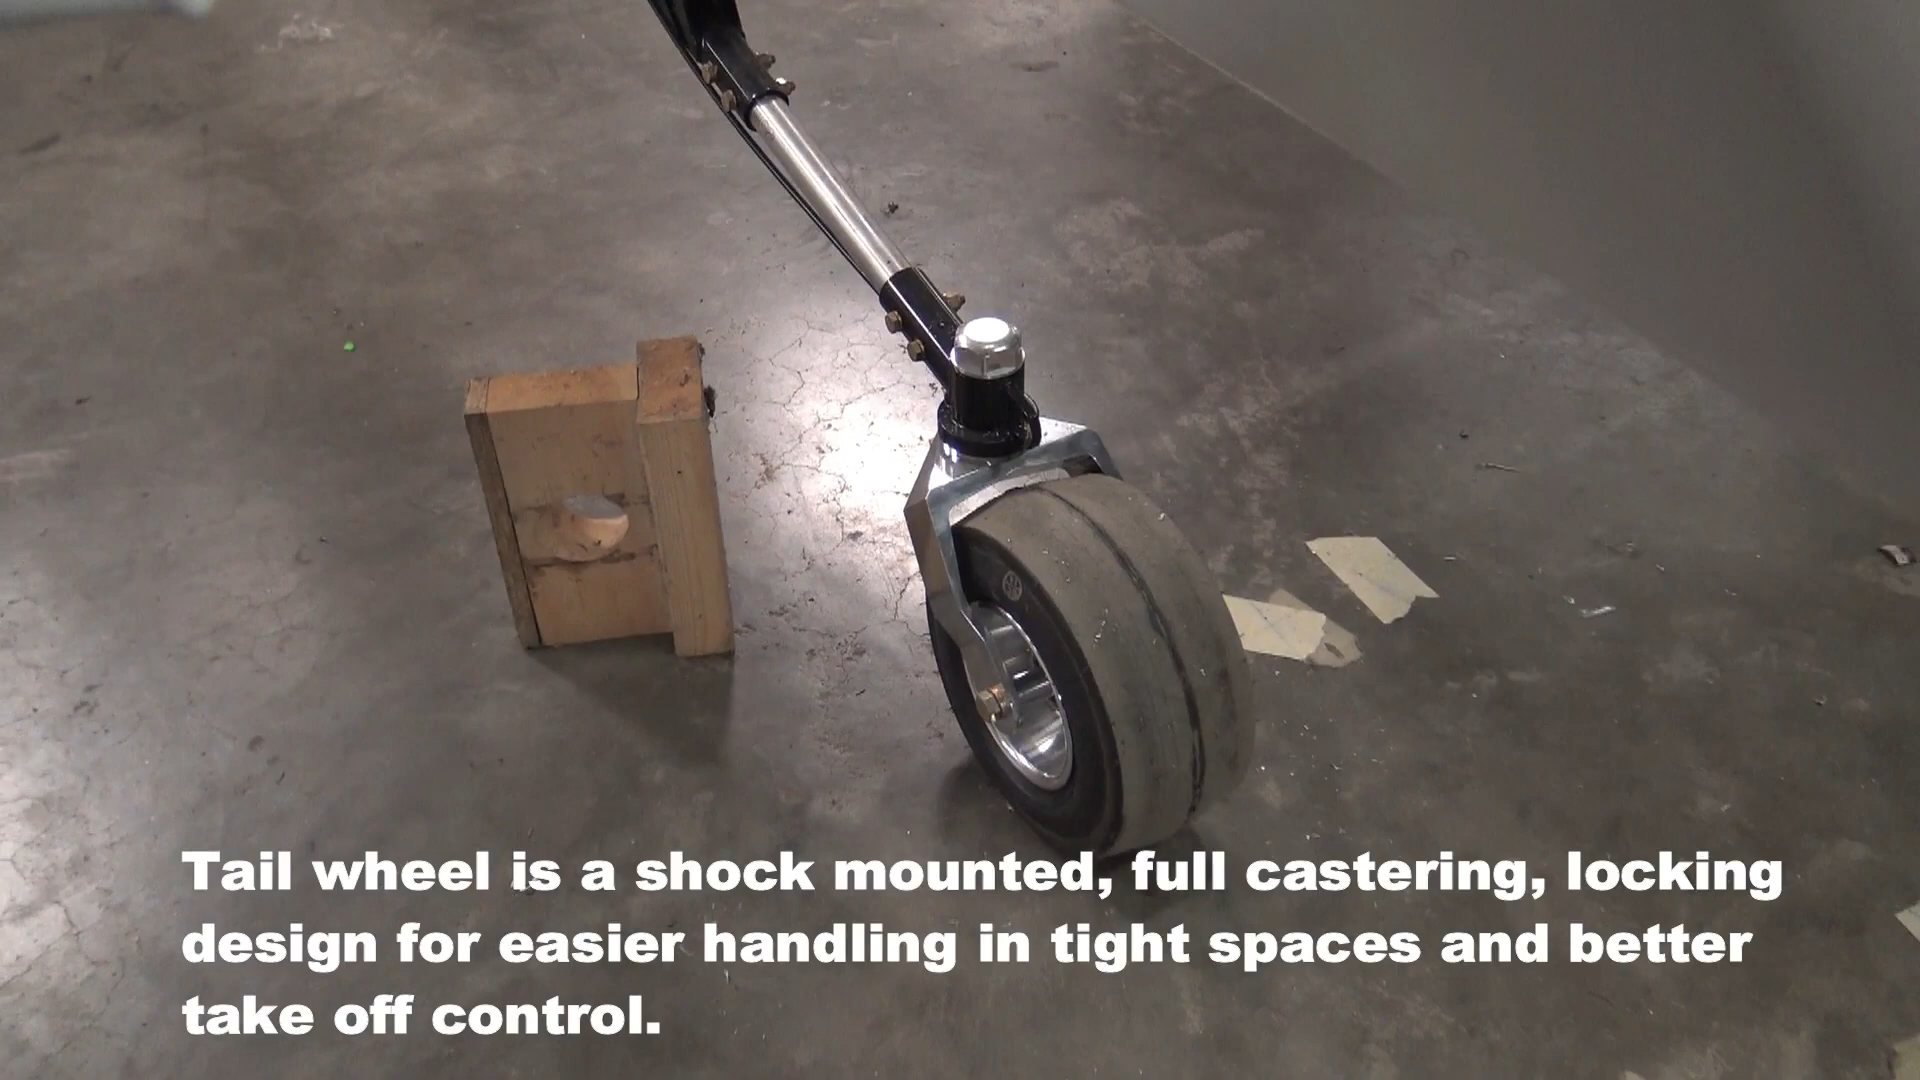 Tail wheel is a shock mounted, full castering, locking
design for easier handling in tight spaces and better
take off control.